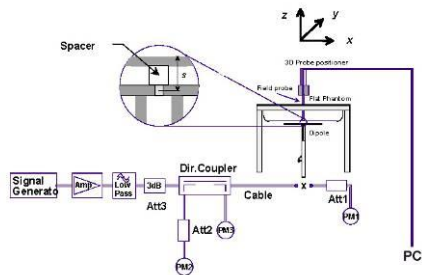 z
y
x
Spacer
s
3D Probe positioner
Field probe
Flat Phantom
Dipole
Signal
Generato
Amp
Low
Pass
3dB
Att3
Dir.Coupler
Cable
x
Att1
PM1
Att2
PM3
PM2
PC